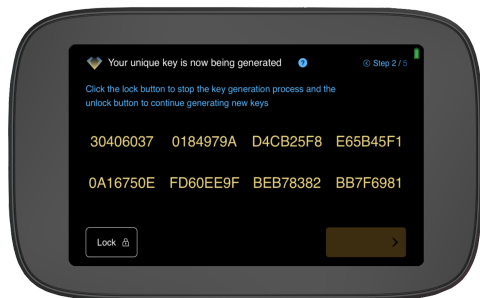 Your unique key is now being generated ?
Step 2 / 5
Click the lock button to stop the key generation process and the
unlock button to continue generating new keys
30406037 0184979A D4CB25F8 E65B45F1
0A16750E FD60EE9F BEB78382 BB7F6981
Lock